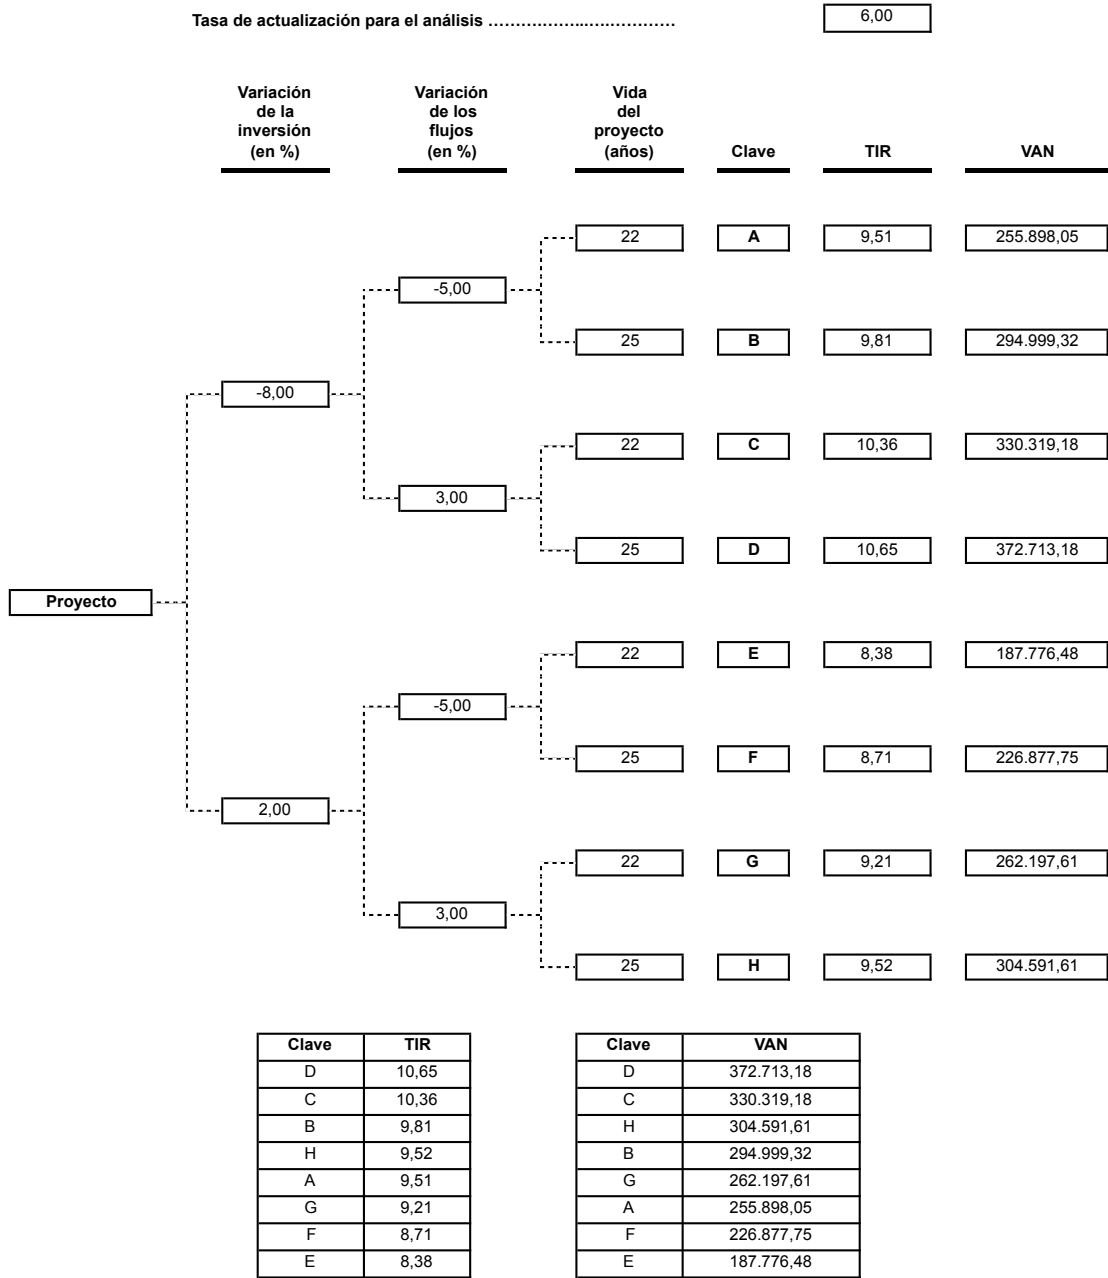 Tasa de actualización para el análisis ……….………..….…………
6,00
Variación de la inversión (en %)
Variación de los flujos (en %)
Vida del proyecto (años)
Clave
TIR
VAN
22 A 9,51 255.898,05
-5,00
25 B 9,81 294.999,32
-8,00
22 C 10,36 330.319,18
3,00
25 D 10,65 372.713,18
Proyecto
22 E 8,38 187.776,48
-5,00
25 F 8,71 226.877,75
2,00
22 G 9,21 262.197,61
3,00
25 H 9,52 304.591,61
Clave TIR
D 10,65
C 10,36
B 9,81
H 9,52
A 9,51
G 9,21
F 8,71
E 8,38
Clave VAN
D 372.713,18
C 330.319,18
H 304.591,61
B 294.999,32
G 262.197,61
A 255.898,05
F 226.877,75
E 187.776,48